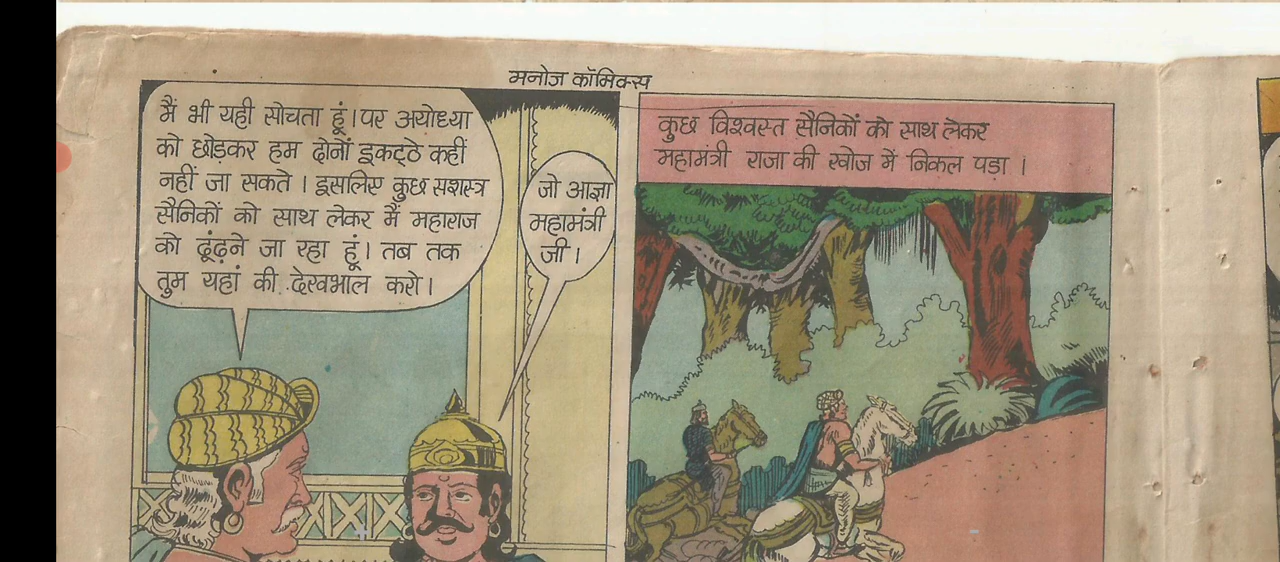 मनोज कॉमिक्स
मैं भी यही सोचता हूं। पर अयोध्या
को छोड़कर हम दोनों इकट्ठे कहीं
नहीं जा सकते। इसलिए कुछ सशस्त्र
सैनिकों को साथ लेकर मैं महाराज
को ढूंढ़ने जा रहा हूं। तब तक
तुम यहां की..देखभाल करो।
जो आज्ञा
महामंत्री
जी।
कुछ विश्वस्त सैनिकों को साथ लेकर
महामंत्री राजा की खोज में निकल पड़ा।